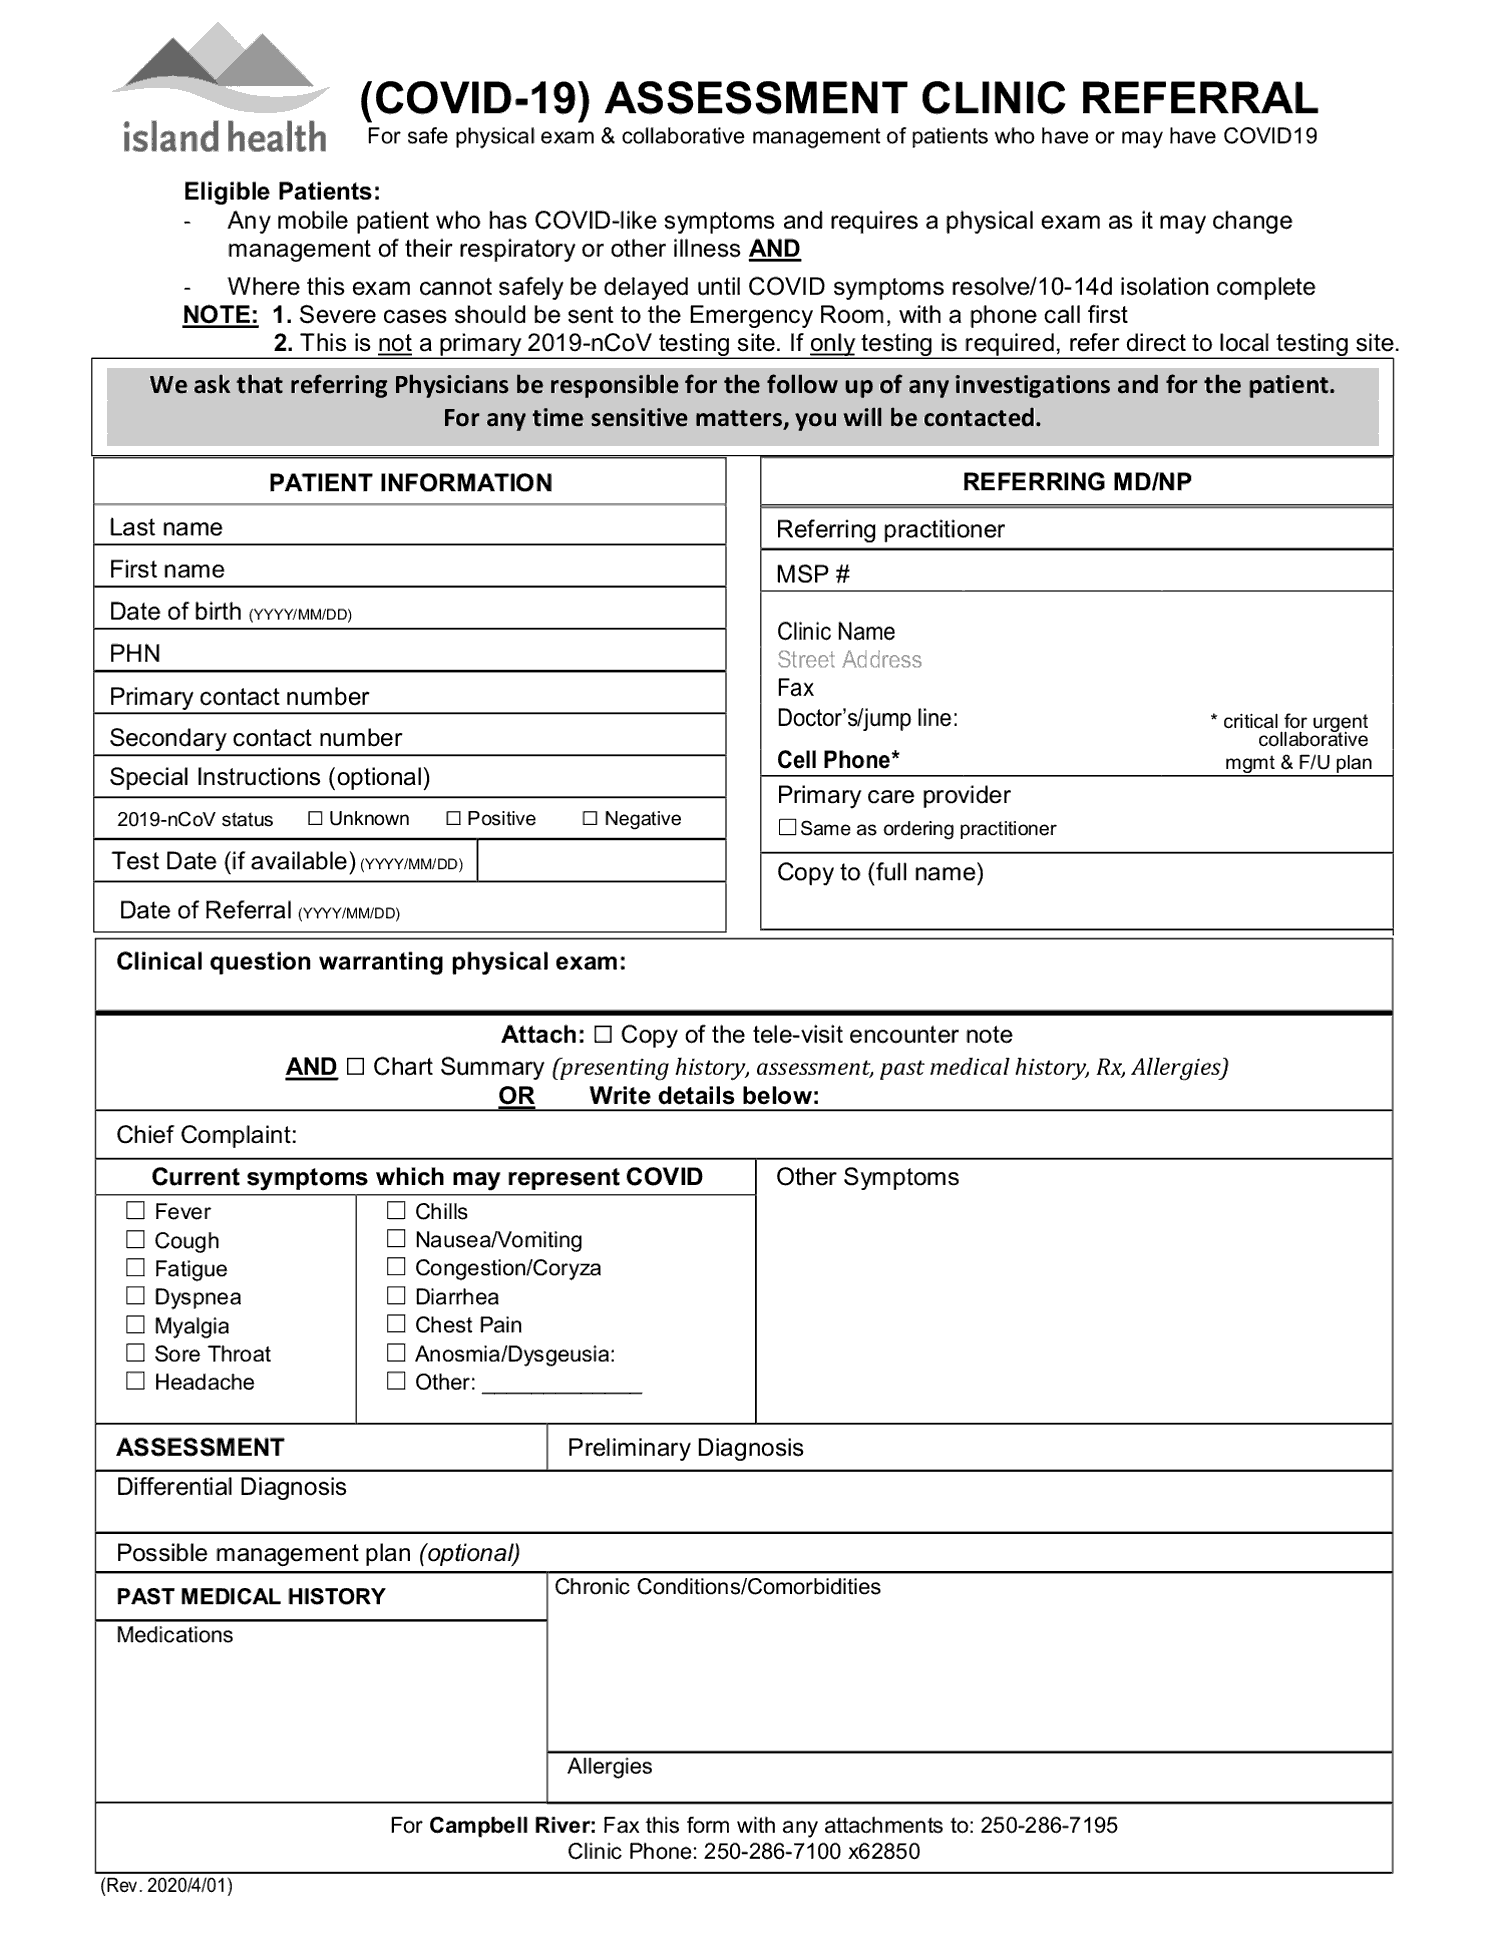 island health
(COVID-19) ASSESSMENT CLINIC REFERRAL
For safe physical exam & collaborative management of patients who have or may have COVID19
Eligible Patients:
- Any mobile patient who has COVID-like symptoms and requires a physical exam as it may change
management of their respiratory or other illness AND
- Where this exam cannot safely be delayed until COVID symptoms resolve/10-14d isolation complete
NOTE: 1. Severe cases should be sent to the Emergency Room, with a phone call first
2. This is not a primary 2019-nCoV testing site. If only testing is required, refer direct to local testing site.
We ask that referring Physicians be responsible for the follow up of any investigations and for the patient.
For any time sensitive matters, you will be contacted.
PATIENT INFORMATION
Last name
First name
Date of birth (YYYY/MM/DD)
PHN
Primary contact number
Secondary contact number
Special Instructions (optional)
2019-nCoV status ☐ Unknown ☐ Positive ☐ Negative
Test Date (if available) (YYYY/MM/DD)
Date of Referral (YYYY/MM/DD)
REFERRING MD/NP
Referring practitioner
MSP #
Clinic Name
Street Address
Fax
Doctor's/jump line:
Cell Phone*
* critical for urgent
collaborative
mgmt & F/U plan
Primary care provider
☐ Same as ordering practitioner
Copy to (full name)
Clinical question warranting physical exam:
Attach: ☐ Copy of the tele-visit encounter note
AND ☐ Chart Summary (presenting history, assessment, past medical history, Rx, Allergies)
OR Write details below:
Chief Complaint:
Current symptoms which may represent COVID
☐ Fever
☐ Cough
☐ Fatigue
☐ Dyspnea
☐ Myalgia
☐ Sore Throat
☐ Headache
☐ Chills
☐ Nausea/Vomiting
☐ Congestion/Coryza
☐ Diarrhea
☐ Chest Pain
☐ Anosmia/Dysgeusia:
☐ Other: _____________
Other Symptoms
ASSESSMENT
Preliminary Diagnosis
Differential Diagnosis
Possible management plan (optional)
PAST MEDICAL HISTORY
Medications
Chronic Conditions/Comorbidities
Allergies
For Campbell River: Fax this form with any attachments to: 250-286-7195
Clinic Phone: 250-286-7100 x62850
(Rev. 2020/4/01)